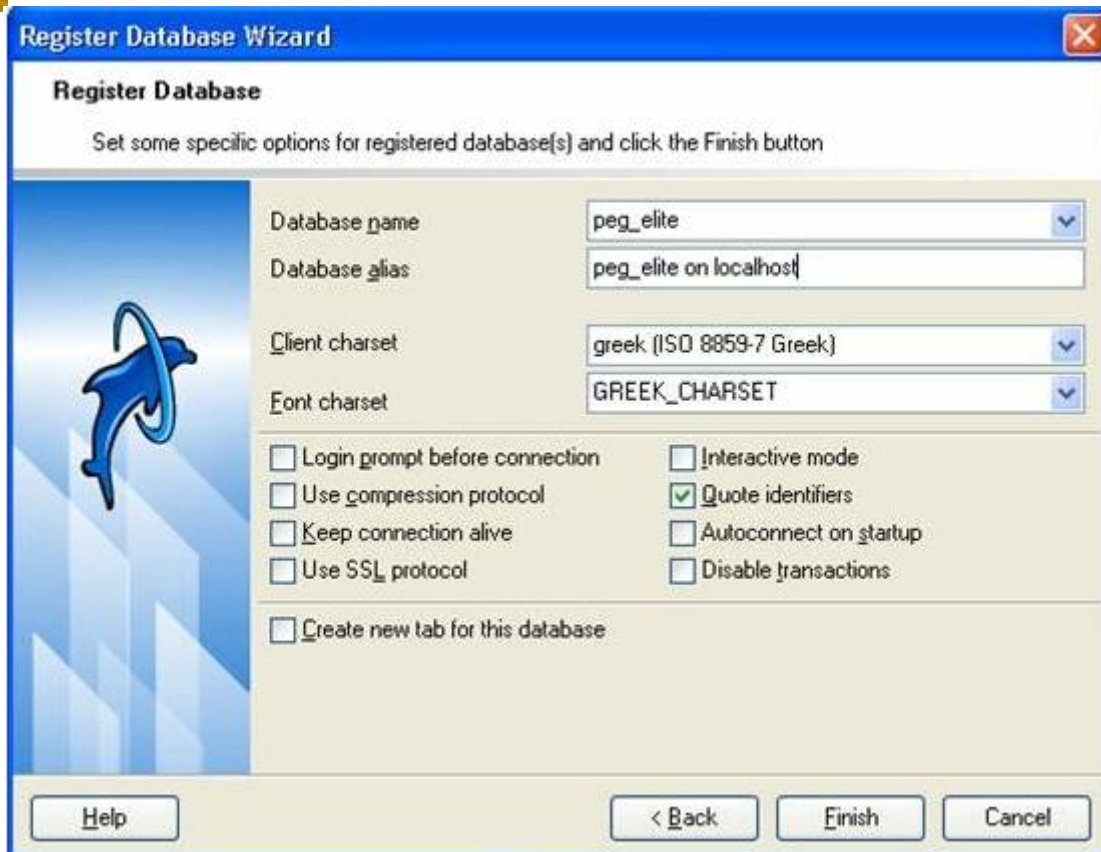 Register Database Wizard
Register Database
Set some specific options for registered database(s) and click the Finish button
Database name
peg_elite
Database alias
peg_elite on localhost
Client charset
greek (ISO 8859-7 Greek)
Font charset
GREEK_CHARSET
Login prompt before connection
Interactive mode
Use compression protocol
Quote identifiers
Keep connection alive
Autoconnect on startup
Use SSL protocol
Disable transactions
Create new tab for this database
Help
< Back
Finish
Cancel